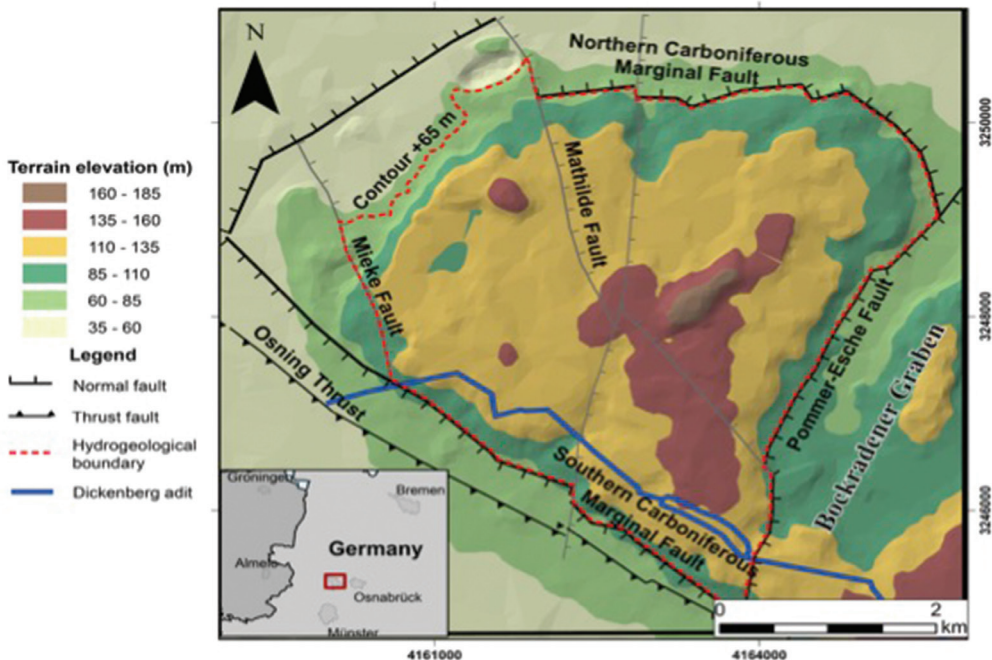 N
Northern Carboniferous
Marginal Fault
Contour +65 m
Mathilde Fault
Mieke Fault
Osning Thrust
Pommer-Esche Fault
Bockradener Graben
Southern Carboniferous
Marginal Fault
3250000
3248000
3246000
4161000
4164000
0 2
km
Terrain elevation (m)
160 - 185
135 - 160
110 - 135
85 - 110
60 - 85
35 - 60
Legend
Normal fault
Thrust fault
Hydrogeological
boundary
Dickenberg adit
Groningen
Bremen
Germany
Almelo
Osnabrück
Münster